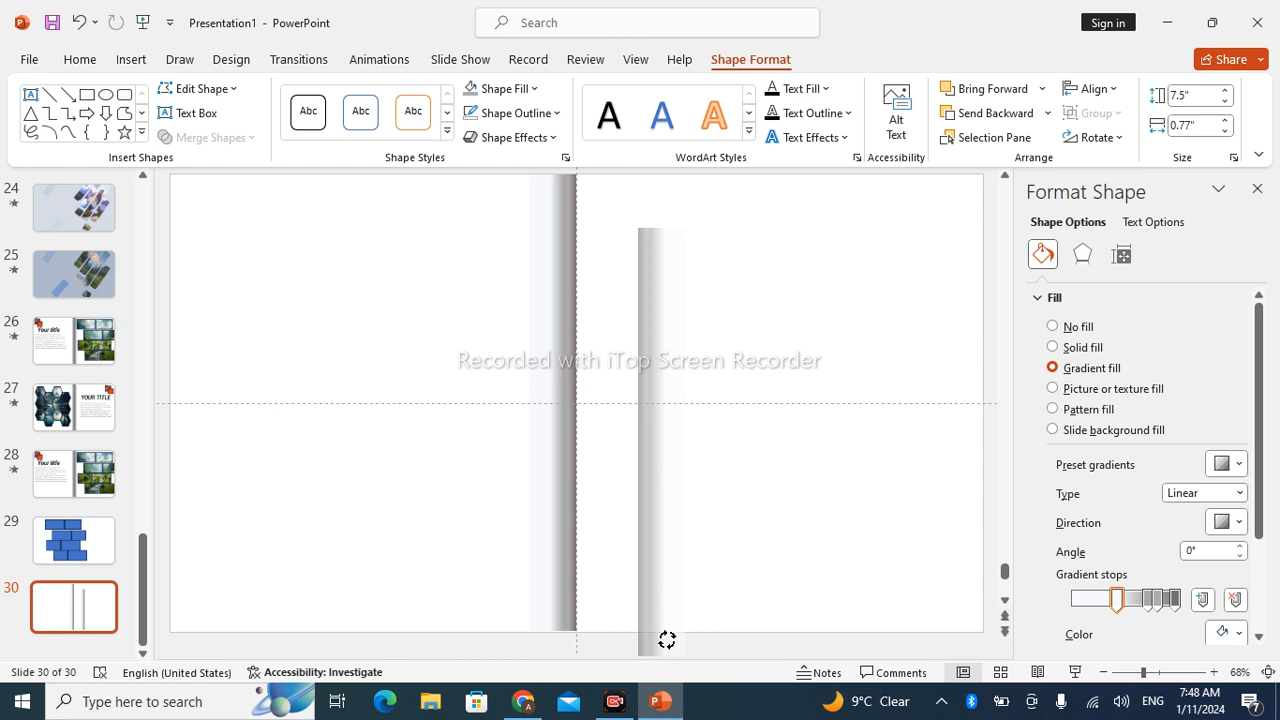 Presentation1 - PowerPoint
Search
Sign in
File Home Insert Draw Design Transitions Animations Slide Show Record Review View Help Shape Format Share
Edit Shape
Text Box
Merge Shapes
Insert Shapes
Abc Abc Abc
Shape Fill
Shape Outline
Shape Effects
Shape Styles
A A A
Text Fill
Text Outline
Text Effects
WordArt Styles
Alt
Text
Accessibility
Bring Forward
Send Backward
Selection Pane
Align
Group
Rotate
Arrange
7.5"
0.77"
Size
24
25
26
Your title
27
YOUR TITLE
28
Your title
29
30
Recorded with iTop Screen Recorder
Format Shape
Shape Options Text Options
Fill
No fill
Solid fill
Gradient fill
Picture or texture fill
Pattern fill
Slide background fill
Preset gradients
Type Linear
Direction
Angle 0°
Gradient stops
Color
Slide 30 of 30 English (United States) Accessibility: Investigate Notes Comments 68%
Type here to search
9°C Clear
ENG
7:48 AM
1/11/2024
7